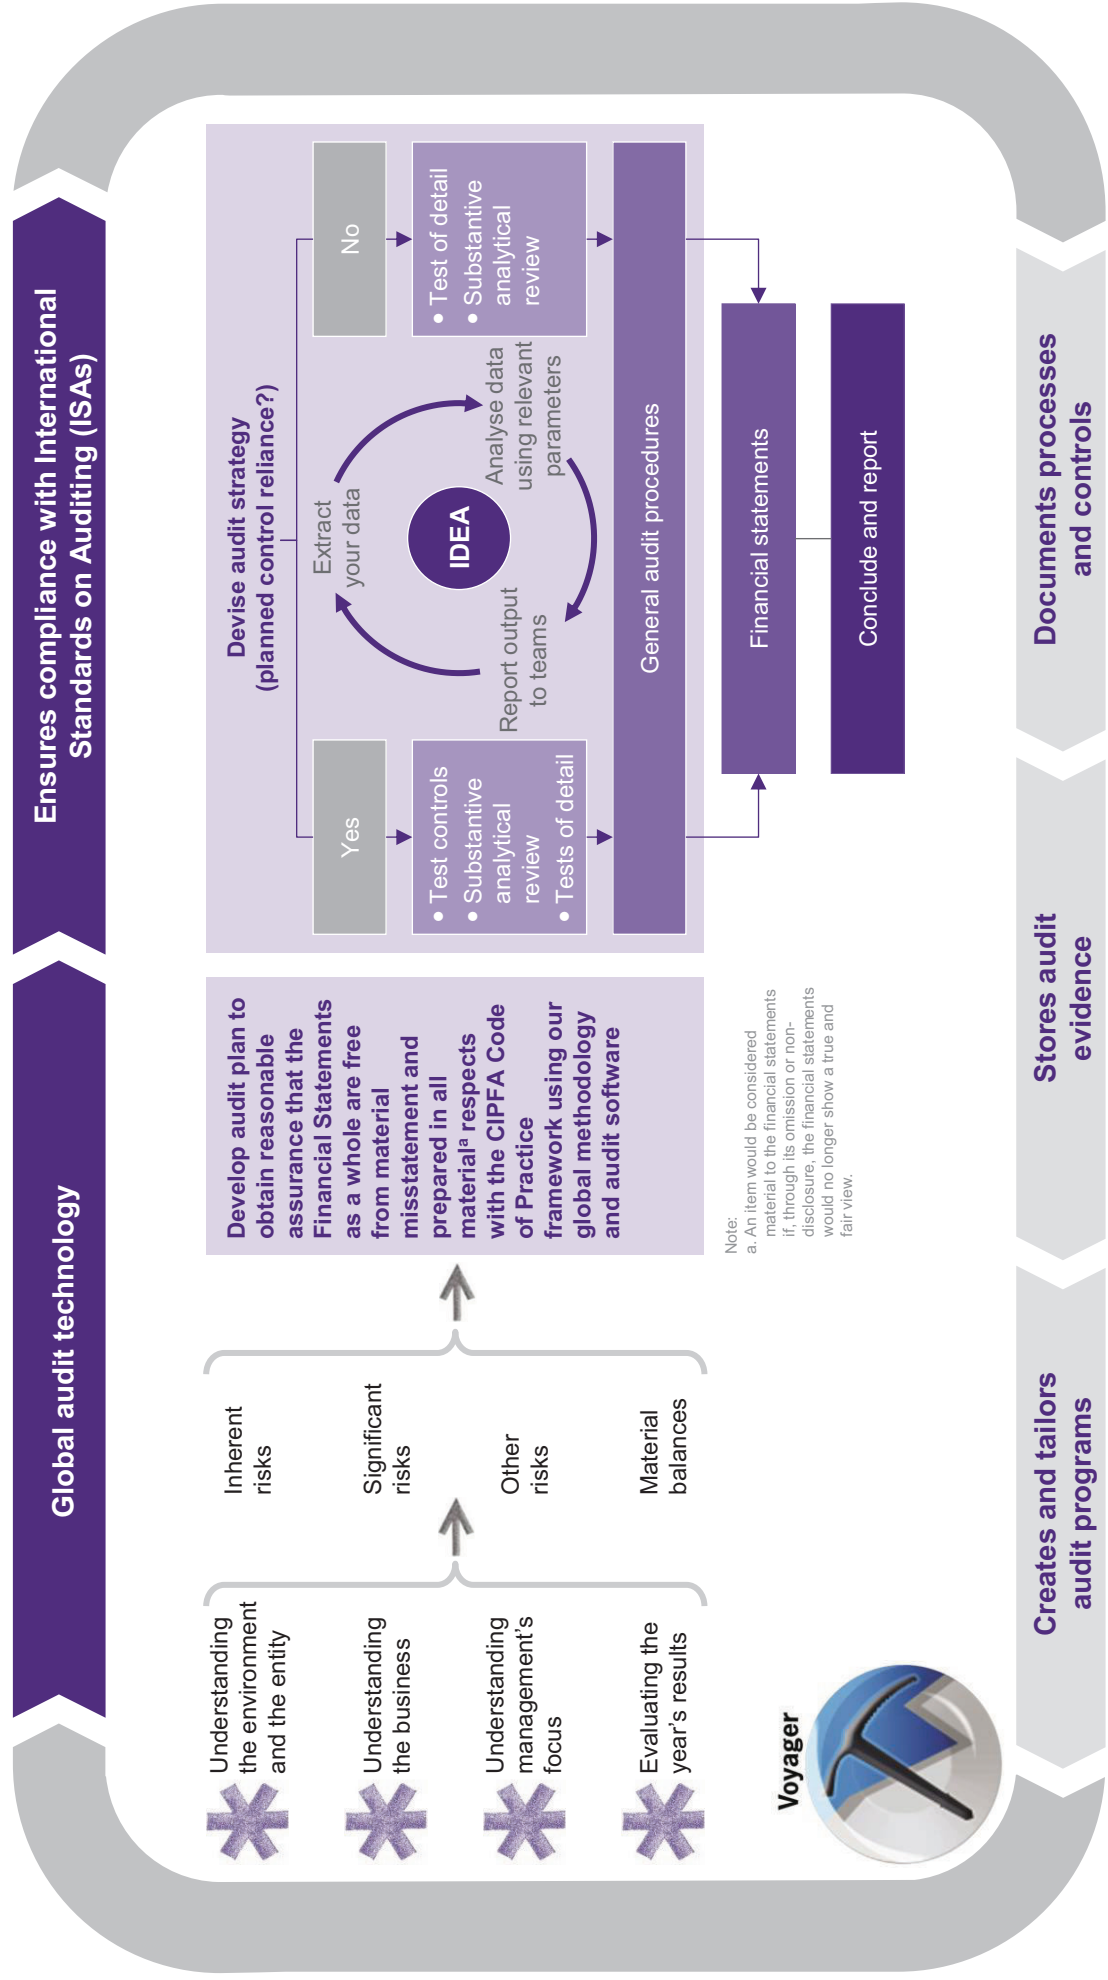 Global audit technology
Ensures compliance with International
Standards on Auditing (ISAs)
Understanding
the environment
and the entity
Understanding
the business
Understanding
management's
focus
Evaluating the
year's results
Inherent
risks
Significant
risks
Other
risks
Material
balances
Develop audit plan to
obtain reasonable
assurance that the
Financial Statements
as a whole are free
from material
misstatement and
prepared in all
materialᵃ respects
with the CIPFA Code
of Practice
framework using our
global methodology
and audit software
Note:
a. An item would be considered
material to the financial statements
if, through its omission or non-
disclosure, the financial statements
would no longer show a true and
fair view.
Devise audit strategy
(planned control reliance?)
Yes
• Test controls
• Substantive
analytical
review
• Tests of detail
Extract
your data
IDEA
Analyse data
using relevant
parameters
Report output
to teams
No
• Test of detail
• Substantive
analytical
review
General audit procedures
Financial statements
Conclude and report
Voyager
Creates and tailors
audit programs
Stores audit
evidence
Documents processes
and controls